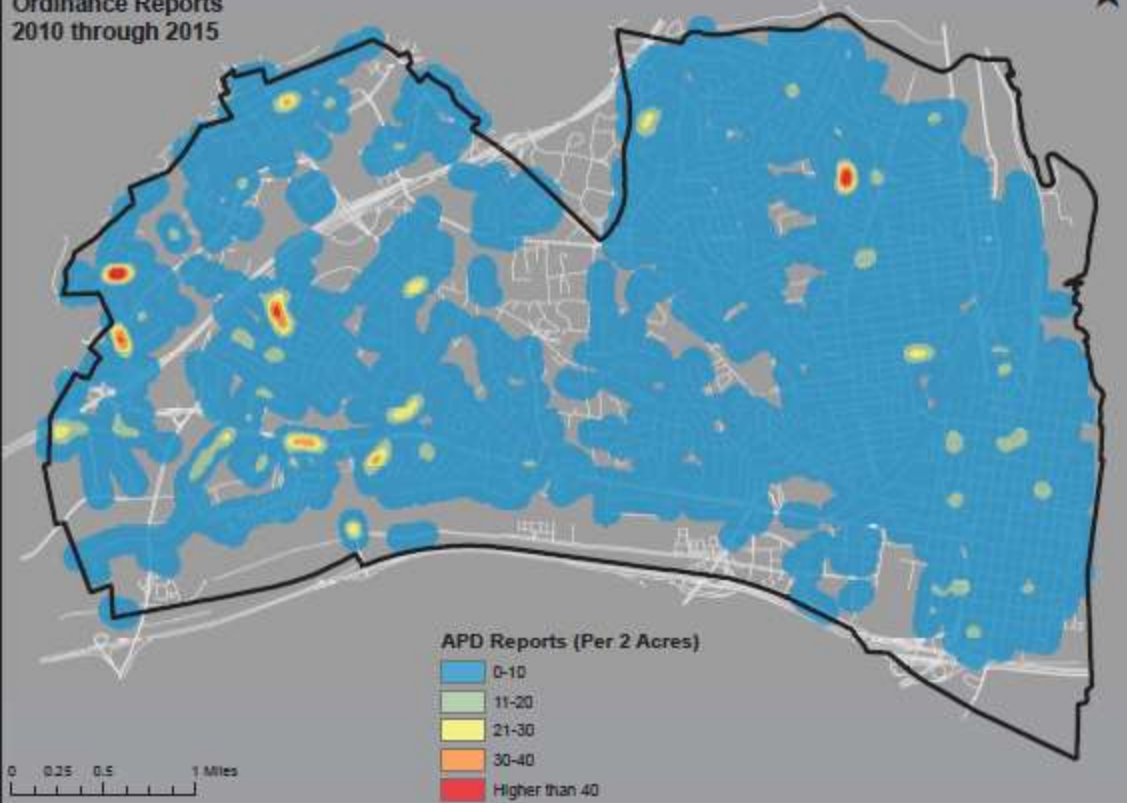 Ordinance Reports
2010 through 2015
APD Reports (Per 2 Acres)
0-10
11-20
21-30
30-40
Higher than 40
0 0.25 0.5 1 Miles